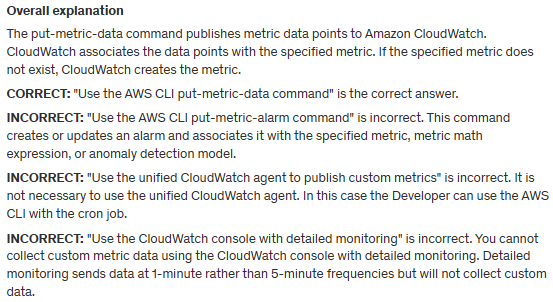 Overall explanation
The put-metric-data command publishes metric data points to Amazon CloudWatch.
CloudWatch associates the data points with the specified metric. If the specified metric does
not exist, CloudWatch creates the metric.
CORRECT: "Use the AWS CLI put-metric-data command" is the correct answer.
INCORRECT: "Use the AWS CLI put-metric-alarm command" is incorrect. This command
creates or updates an alarm and associates it with the specified metric, metric math
expression, or anomaly detection model.
INCORRECT: "Use the unified CloudWatch agent to publish custom metrics" is incorrect. It is
not necessary to use the unified CloudWatch agent. In this case the Developer can use the AWS
CLI with the cron job.
INCORRECT: "Use the CloudWatch console with detailed monitoring" is incorrect. You cannot
collect custom metric data using the CloudWatch console with detailed monitoring. Detailed
monitoring sends data at 1-minute rather than 5-minute frequencies but will not collect custom
data.